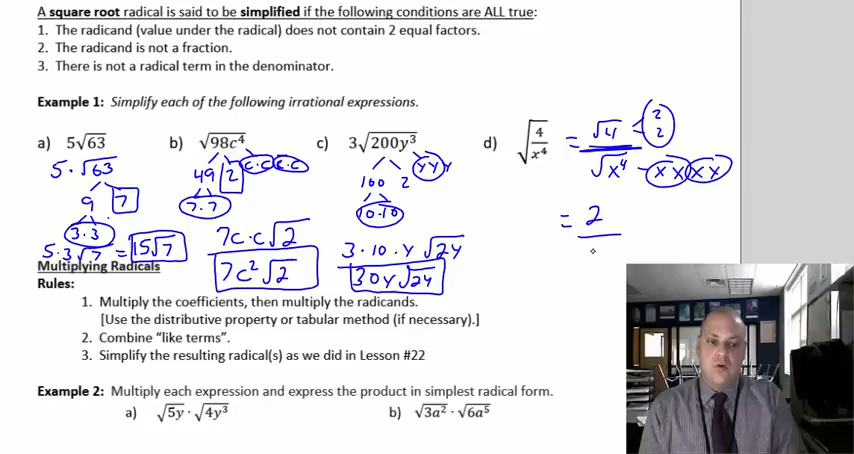 A square root radical is said to be simplified if the following conditions are ALL true:
1. The radicand (value under the radical) does not contain 2 equal factors.
2. The radicand is not a fraction.
3. There is not a radical term in the denominator.
Example 1: Simplify each of the following irrational expressions.
a) 5√63 b) √98c⁴ c) 3√200y³ d) √(4/x⁴) = √4/√x⁴
2
2
xx xx
5·√63
9 7
3·3
5·3√7 = 15√7
49 2 c·c c·c
7·7
7c·c√2
7c²√2
100 2 yyy
10·10
3·10·y √2y
30y√2y
= 2
Multiplying Radicals
Rules:
1. Multiply the coefficients, then multiply the radicands.
[Use the distributive property or tabular method (if necessary).]
2. Combine “like terms”.
3. Simplify the resulting radical(s) as we did in Lesson #22
Example 2: Multiply each expression and express the product in simplest radical form.
a) √5y · √4y³ b) √3a² · √6a⁵